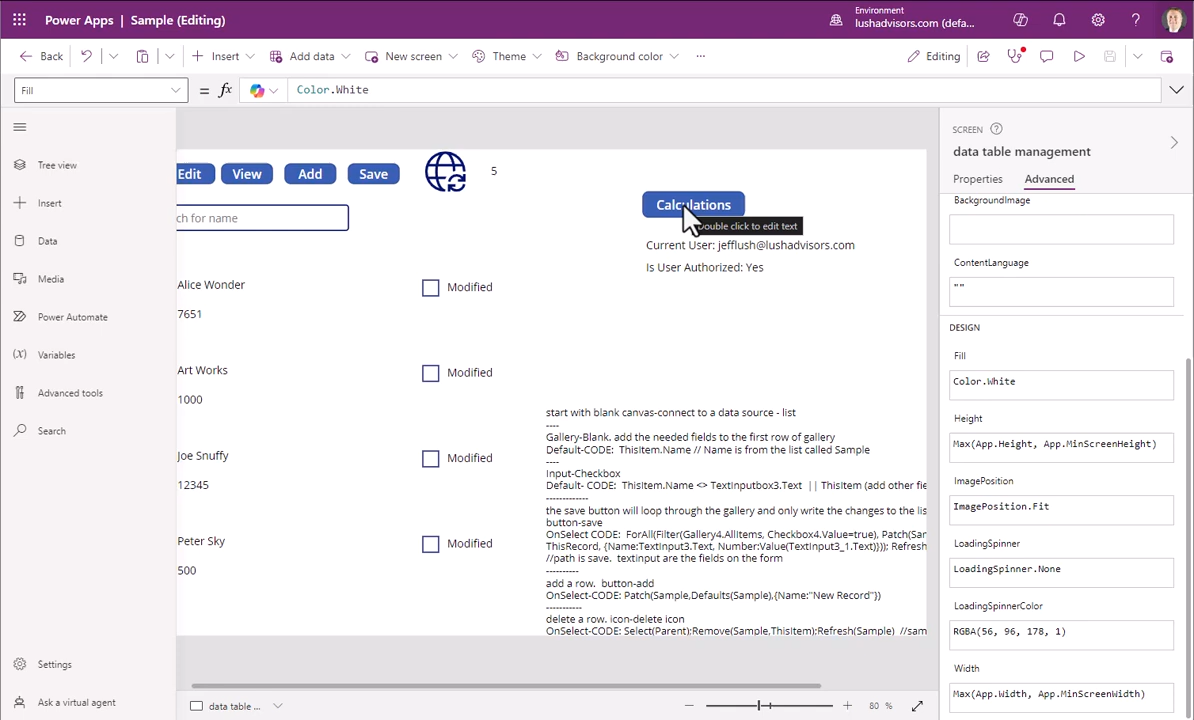 Power Apps | Sample (Editing)
Environment
lushadvisors.com (defa...
Back
Insert
Add data
New screen
Theme
Background color
...
Editing
Fill
= fx
Color.White
Tree view
Insert
Data
Media
Power Automate
Variables
Advanced tools
Search
Settings
Ask a virtual agent
Edit
View
Add
Save
5
ch for name
Calculations
Double click to edit text
Current User: jefflush@lushadvisors.com
Is User Authorized: Yes
Alice Wonder
Modified
7651
Art Works
Modified
1000
Joe Snuffy
Modified
12345
Peter Sky
Modified
500
start with blank canvas-connect to a data source - list
----
Gallery-Blank. add the needed fields to the first row of gallery
Default-CODE: ThisItem.Name // Name is from the list called Sample
----
Input-Checkbox
Default- CODE: ThisItem.Name <> TextInputbox3.Text || ThisItem (add other fie
-------------
the save button will loop through the gallery and only write the changes to the lis
button-save
OnSelect CODE: ForAll(Filter(Gallery4.AllItems, Checkbox4.Value=true), Patch(Sam
ThisRecord, {Name:TextInput3.Text, Number:Value(TextInput3_1.Text)})); Refresh
//path is save. textinput are the fields on the form
----------
add a row. button-add
OnSelect-CODE: Patch(Sample,Defaults(Sample),{Name:"New Record"})
-----------
delete a row. icon-delete icon
OnSelect-CODE: Select(Parent);Remove(Sample,ThisItem);Refresh(Sample) //sam
data table ...
80 %
SCREEN
data table management
Properties
Advanced
BackgroundImage
ContentLanguage
""
DESIGN
Fill
Color.White
Height
Max(App.Height, App.MinScreenHeight)
ImagePosition
ImagePosition.Fit
LoadingSpinner
LoadingSpinner.None
LoadingSpinnerColor
RGBA(56, 96, 178, 1)
Width
Max(App.Width, App.MinScreenWidth)